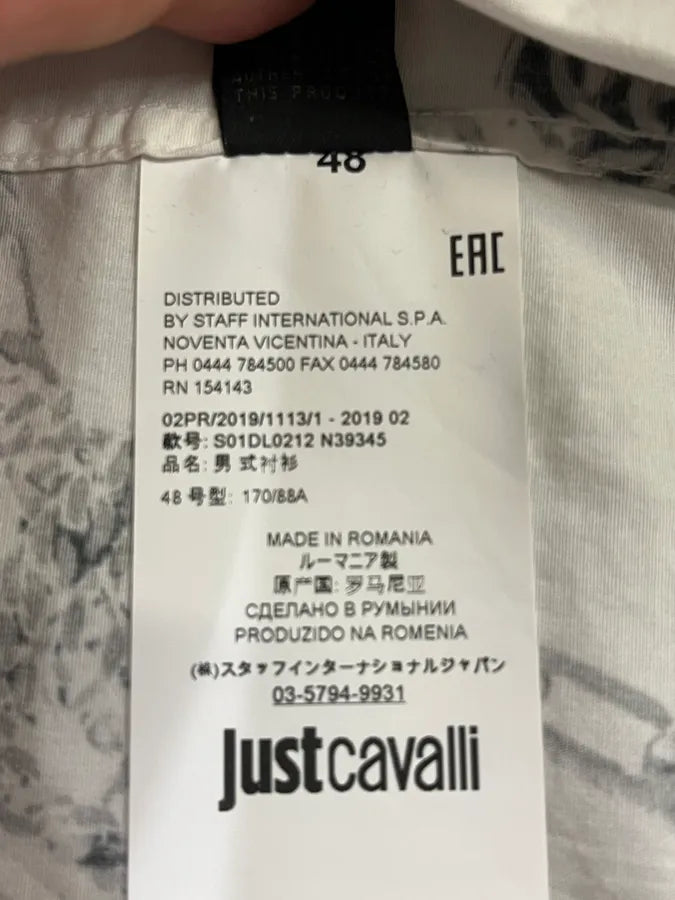 THIS PROD
48
EAC
DISTRIBUTED
BY STAFF INTERNATIONAL S.P.A.
NOVENTA VICENTINA - ITALY
PH 0444 784500 FAX 0444 784580
RN 154143
02PR/2019/1113/1 - 2019 02
款号: S01DL0212 N39345
品名: 男 式衬衫
48 号型: 170/88A
MADE IN ROMANIA
ルーマニア製
原产国: 罗马尼亚
СДЕЛАНО В РУМЫНИИ
PRODUZIDO NA ROMENIA
(株)スタッフインターナショナルジャパン
03-5794-9931
Justcavalli